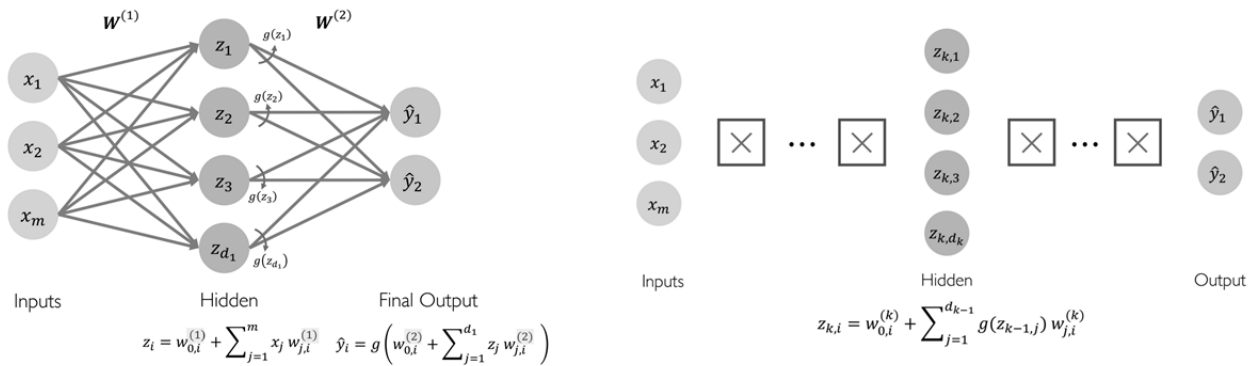 W^(1) W^(2)
x_1
x_2
x_m
z_1
z_2
z_3
z_{d_1}
g(z_1)
g(z_2)
g(z_3)
g(z_{d_1})
ŷ_1
ŷ_2
Inputs Hidden Final Output
z_i = w_{0,i}^{(1)} + ∑_{j=1}^{m} x_j w_{j,i}^{(1)} ŷ_i = g( w_{0,i}^{(2)} + ∑_{j=1}^{d_1} z_j w_{j,i}^{(2)} )
x_1
x_2
x_m
...
z_{k,1}
z_{k,2}
z_{k,3}
z_{k,d_k}
...
ŷ_1
ŷ_2
Inputs Hidden Output
z_{k,i} = w_{0,i}^{(k)} + ∑_{j=1}^{d_{k-1}} g(z_{k-1,j}) w_{j,i}^{(k)}